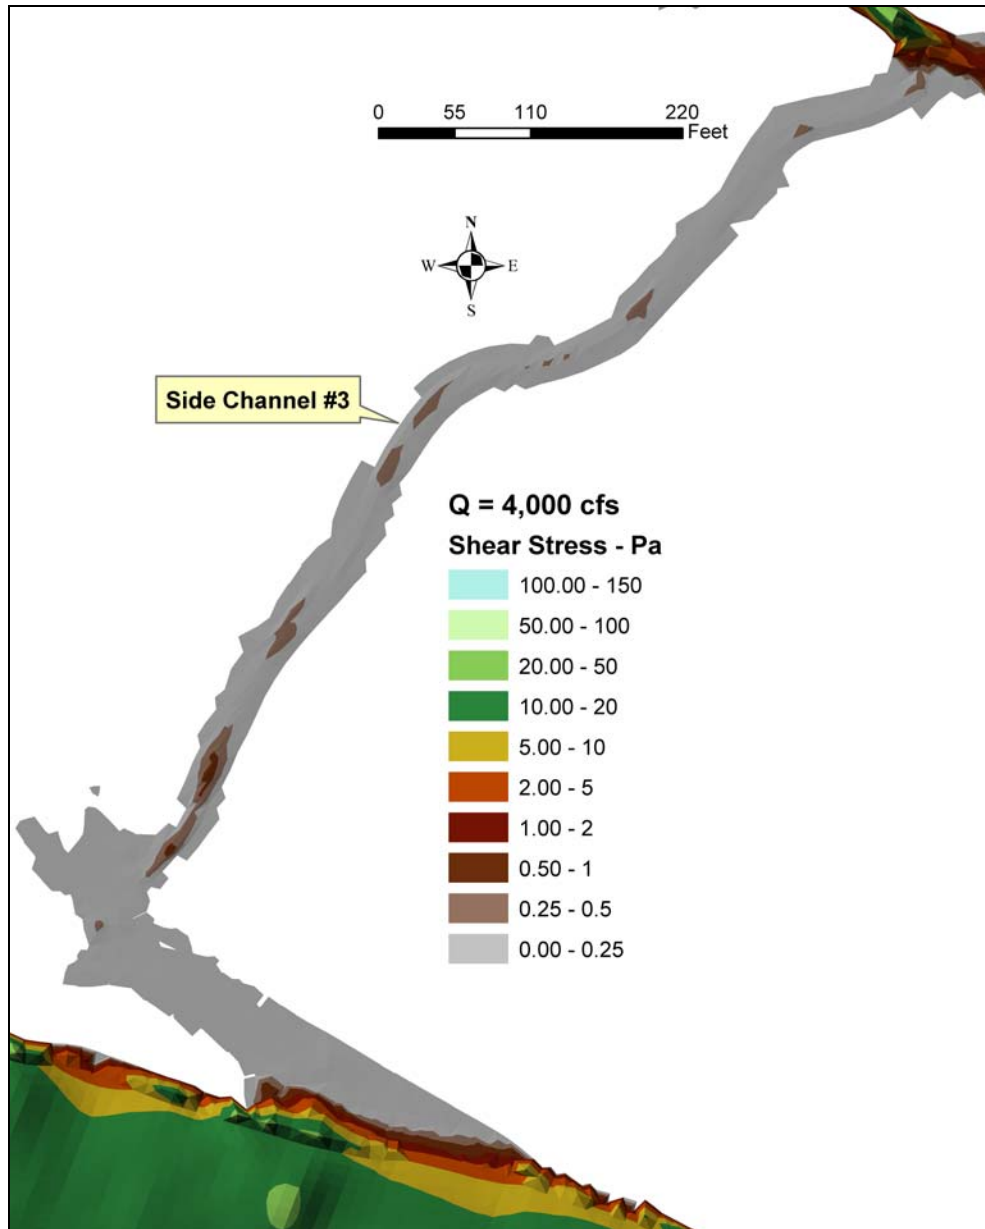 0 55 110 220
Feet
N
W E
S
Side Channel #3
Q = 4,000 cfs
Shear Stress - Pa
100.00 - 150
50.00 - 100
20.00 - 50
10.00 - 20
5.00 - 10
2.00 - 5
1.00 - 2
0.50 - 1
0.25 - 0.5
0.00 - 0.25